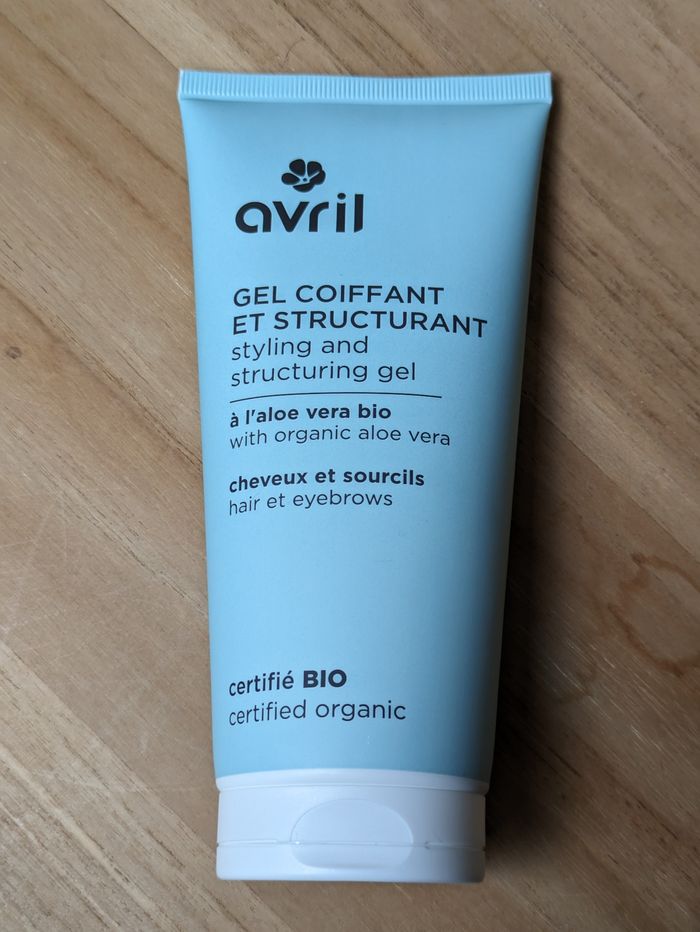 avril
GEL COIFFANT
ET STRUCTURANT
styling and
structuring gel
à l'aloe vera bio
with organic aloe vera
cheveux et sourcils
hair et eyebrows
certifié BIO
certified organic